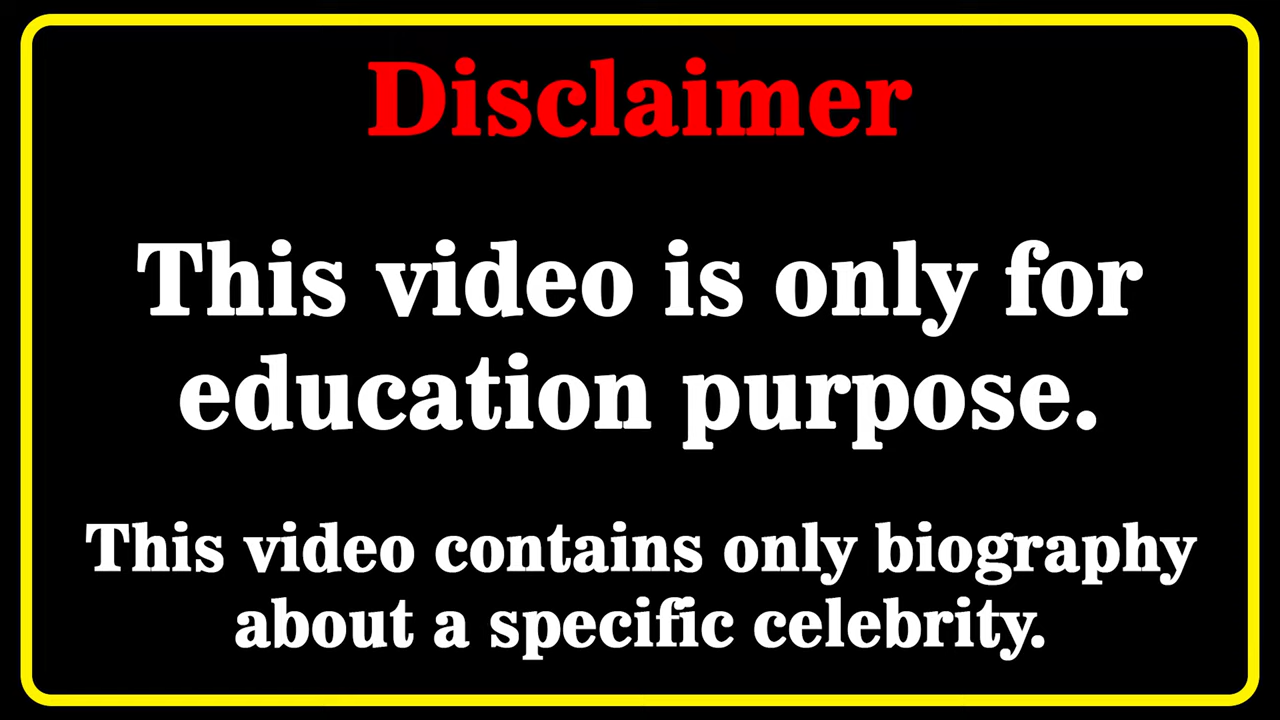 Disclaimer
This video is only for
education purpose.
This video contains only biography
about a specific celebrity.